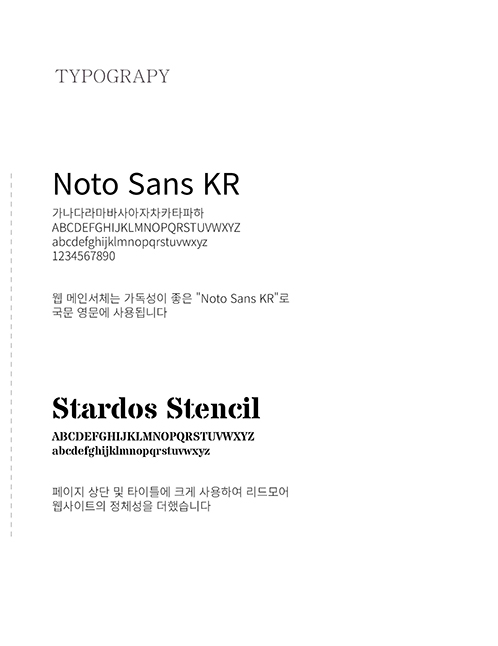 TYPOGRAPY
Noto Sans KR
가나다라마바사아자차카타파하
ABCDEFGHIJKLMNOPQRSTUVWXYZ
abcdefghijklmnopqrstuvwxyz
1234567890
웹 메인서체는 가독성이 좋은 "Noto Sans KR"로
국문 영문에 사용됩니다
Stardos Stencil
ABCDEFGHIJKLMNOPQRSTUVWXYZ
abcdefghijklmnopqrstuvwxyz
페이지 상단 및 타이틀에 크게 사용하여 리드모어
웹사이트의 정체성을 더했습니다